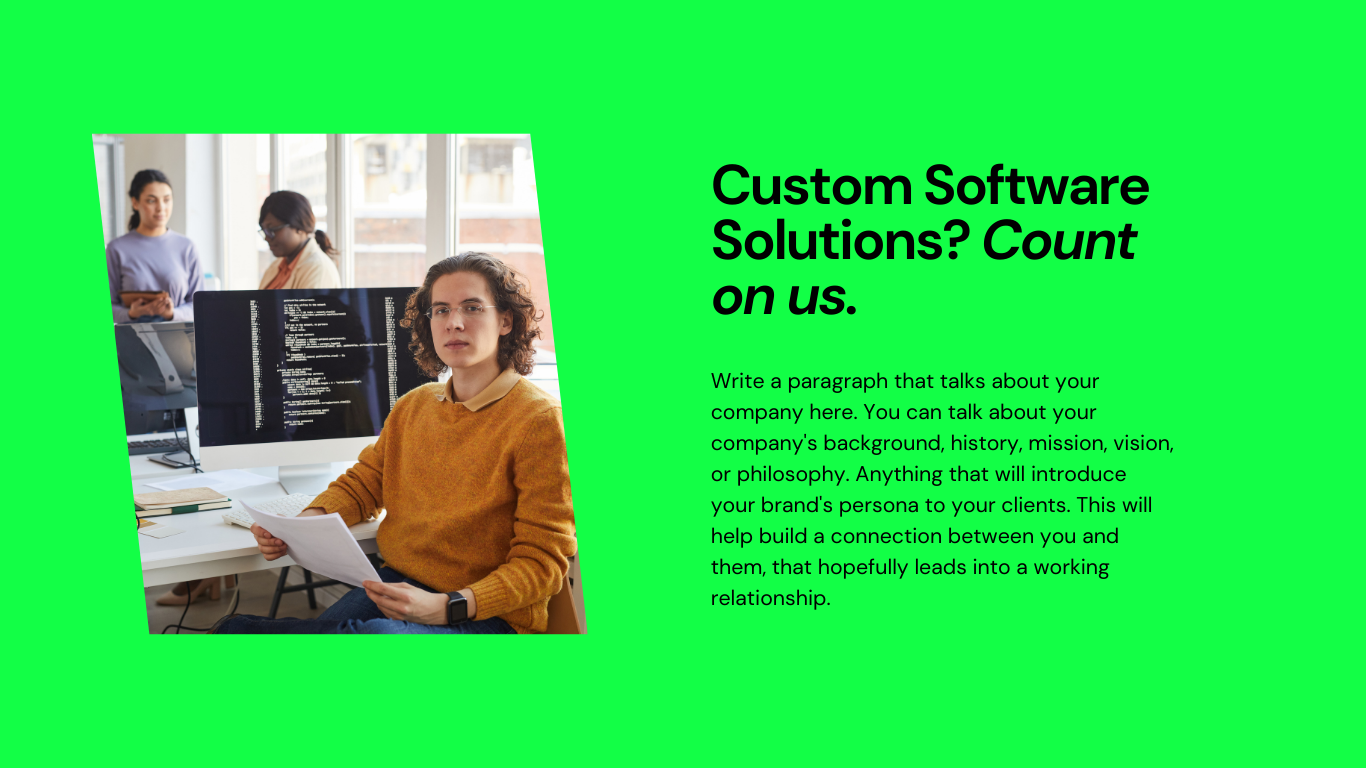 Custom Software
Solutions? Count
on us.
Write a paragraph that talks about your
company here. You can talk about your
company's background, history, mission, vision,
or philosophy. Anything that will introduce
your brand's persona to your clients. This will
help build a connection between you and
them, that hopefully leads into a working
relationship.